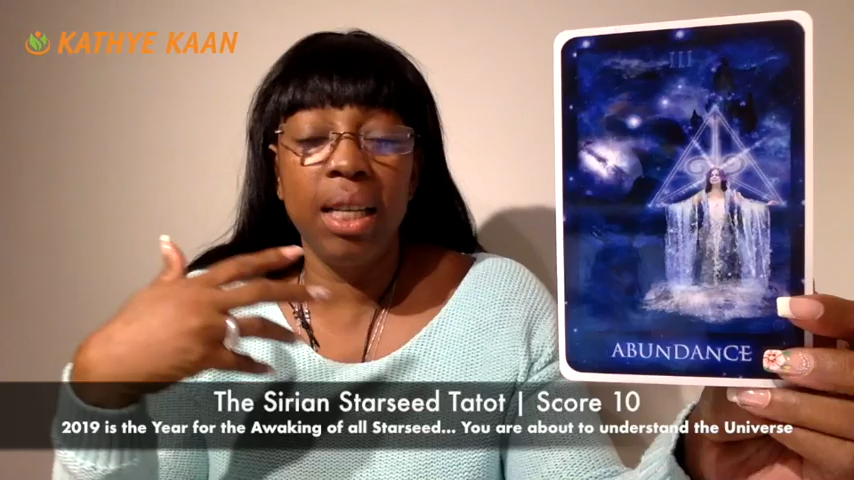 KATHYE KAAN
III
ABUNDANCE
The Sirian Starseed Tatot | Score 10
2019 is the Year for the Awaking of all Starseed... You are about to understand the Universe